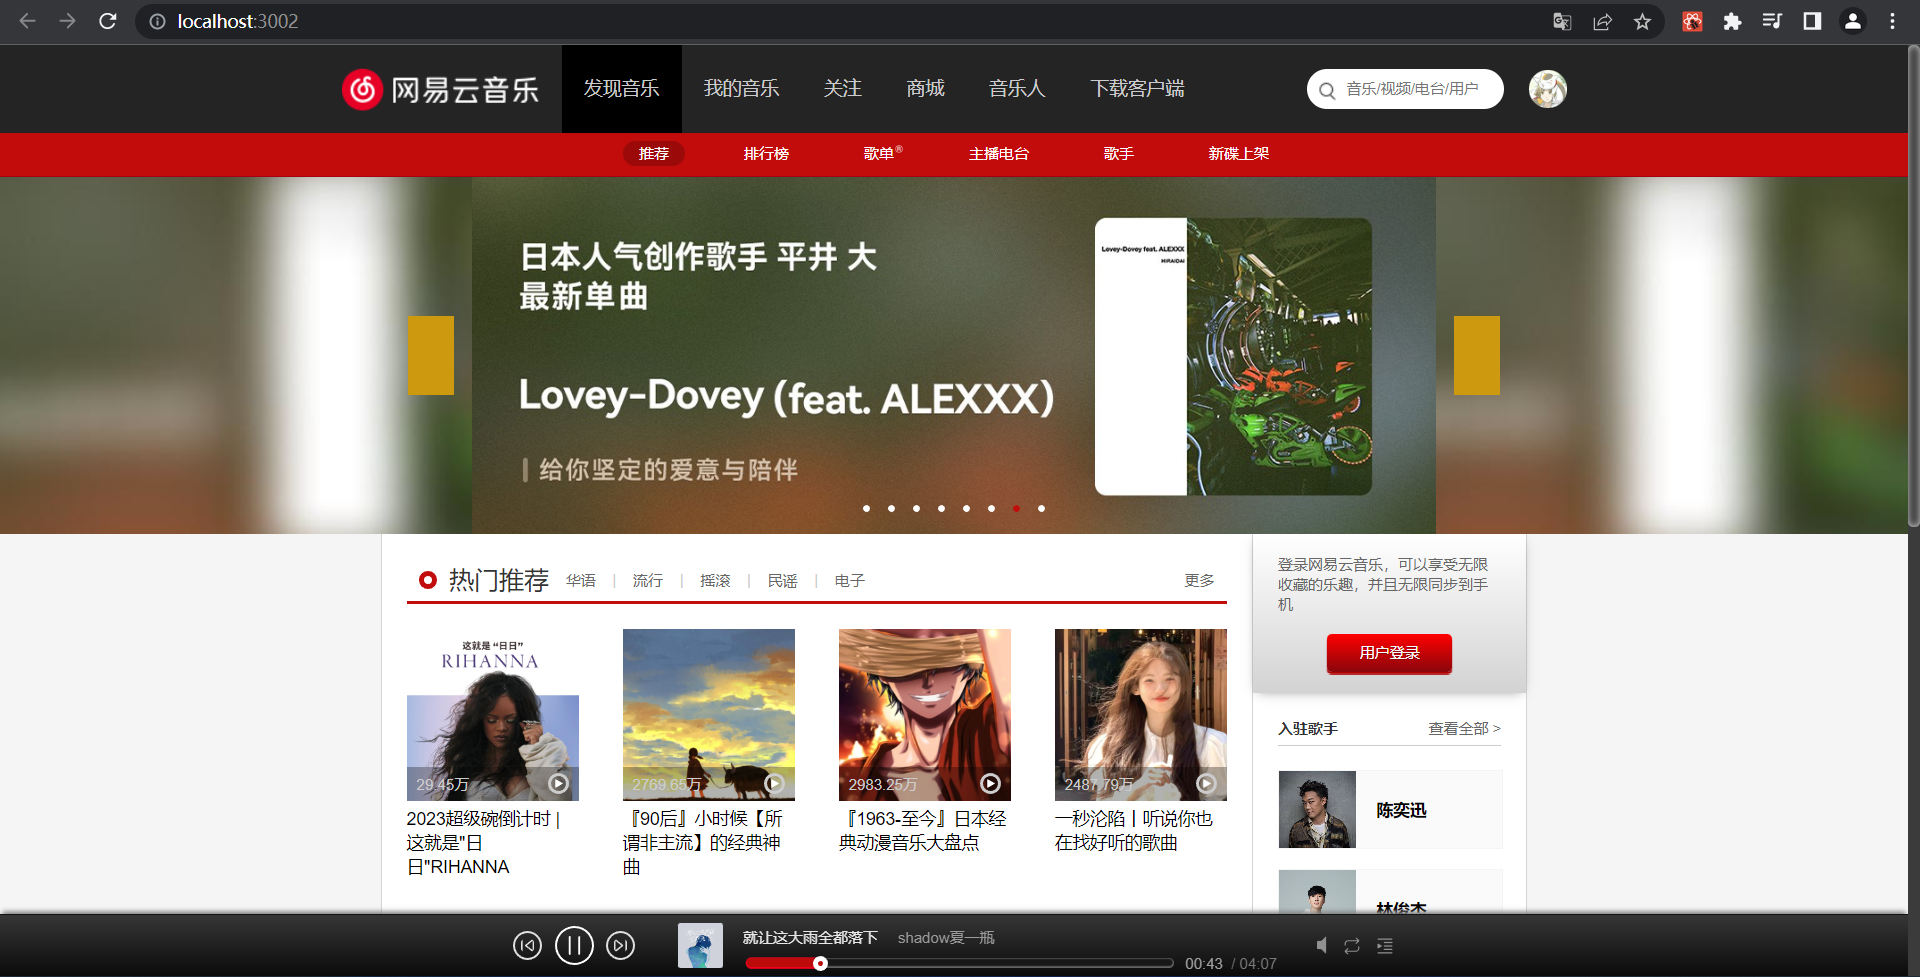 localhost:3002
网易云音乐
发现音乐
我的音乐
关注
商城
音乐人
下载客户端
音乐/视频/电台/用户
推荐
排行榜
歌单®
主播电台
歌手
新碟上架
日本人气创作歌手 平井 大
最新单曲
Lovey-Dovey (feat. ALEXXX)
给你坚定的爱意与陪伴
Lovey-Dovey feat. ALEXXX
HIRAIDAI
热门推荐
华语 | 流行 | 摇滚 | 民谣 | 电子
更多
这就是“日日”
RIHANNA
29.45万
2769.65万
2983.25万
2487.79万
2023超级碗倒计时 |
这就是"日
日"RIHANNA
『90后』小时候【所
谓非主流】的经典神
曲
『1963-至今』日本经
典动漫音乐大盘点
一秒沦陷丨听说你也
在找好听的歌曲
登录网易云音乐，可以享受无限
收藏的乐趣，并且无限同步到手
机
用户登录
入驻歌手
查看全部 >
陈奕迅
林俊杰
就让这大雨全都落下
shadow夏一瓶
00:43 / 04:07